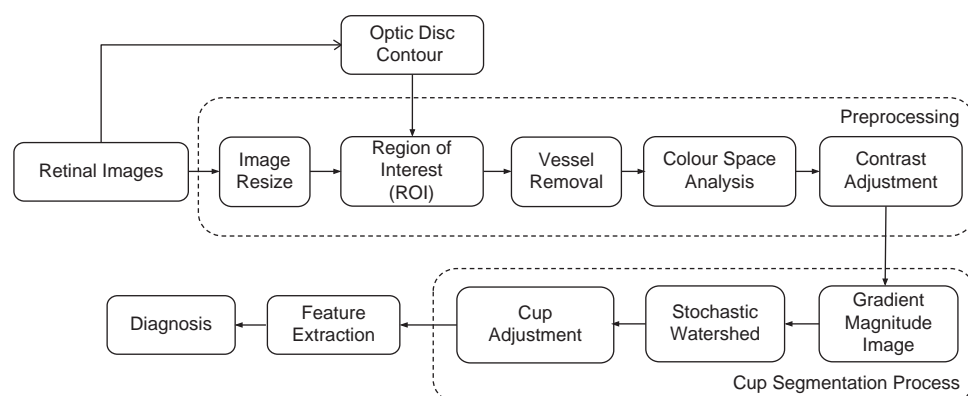 Optic Disc
Contour
Preprocessing
Retinal Images
Image
Resize
Region of
Interest
(ROI)
Vessel
Removal
Colour Space
Analysis
Contrast
Adjustment
Diagnosis
Feature
Extraction
Cup
Adjustment
Stochastic
Watershed
Gradient
Magnitude
Image
Cup Segmentation Process